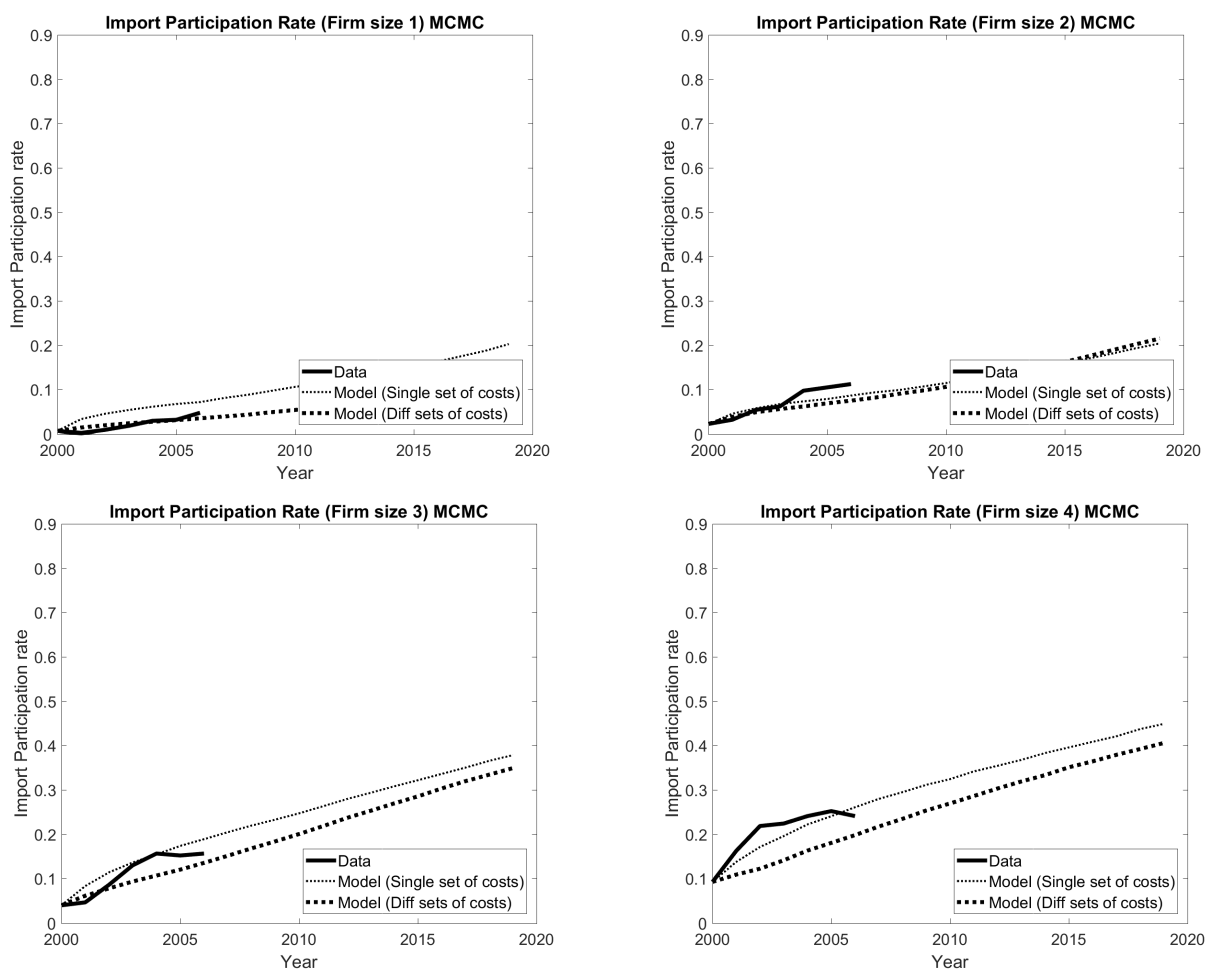 Import Participation Rate (Firm size 1) MCMC
0.9
0.8
0.7
0.6
0.5
0.4
0.3
0.2
0.1
0
Import Participation rate
Data
Model (Single set of costs)
Model (Diff sets of costs)
2000 2005 2010 2015 2020
Year
Import Participation Rate (Firm size 2) MCMC
0.9
0.8
0.7
0.6
0.5
0.4
0.3
0.2
0.1
0
Import Participation rate
Data
Model (Single set of costs)
Model (Diff sets of costs)
2000 2005 2010 2015 2020
Year
Import Participation Rate (Firm size 3) MCMC
0.9
0.8
0.7
0.6
0.5
0.4
0.3
0.2
0.1
0
Import Participation rate
Data
Model (Single set of costs)
Model (Diff sets of costs)
2000 2005 2010 2015 2020
Year
Import Participation Rate (Firm size 4) MCMC
0.9
0.8
0.7
0.6
0.5
0.4
0.3
0.2
0.1
0
Import Participation rate
Data
Model (Single set of costs)
Model (Diff sets of costs)
2000 2005 2010 2015 2020
Year